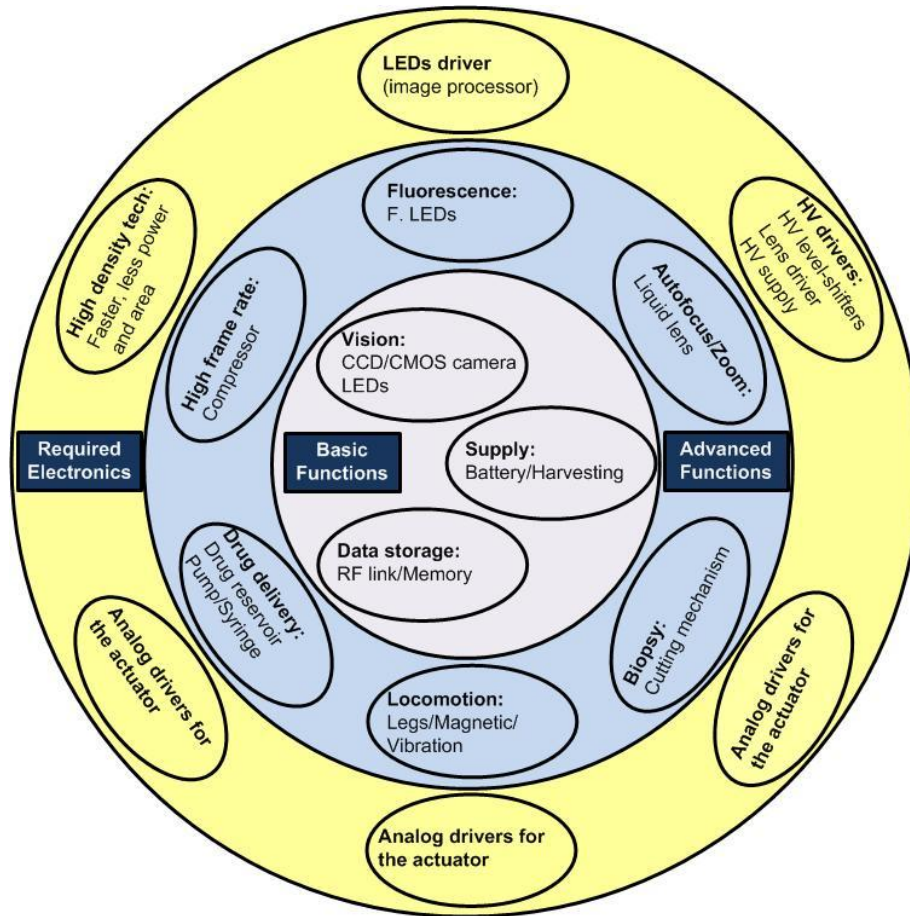 LEDs driver
(image processor)
Fluorescence:
F. LEDs
High density tech:
Faster, less power
and area
High frame rate:
Compressor
Autofocus/Zoom:
Liquid lens
HV drivers:
HV level-shifters
Lens driver
HV supply
Vision:
CCD/CMOS camera
LEDs
Required
Electronics
Basic
Functions
Supply:
Battery/Harvesting
Advanced
Functions
Data storage:
RF link/Memory
Drug delivery:
Drug reservoir
Pump/Syringe
Biopsy:
Cutting mechanism
Analog drivers for
the actuator
Locomotion:
Legs/Magnetic/
Vibration
Analog drivers for
the actuator
Analog drivers for
the actuator